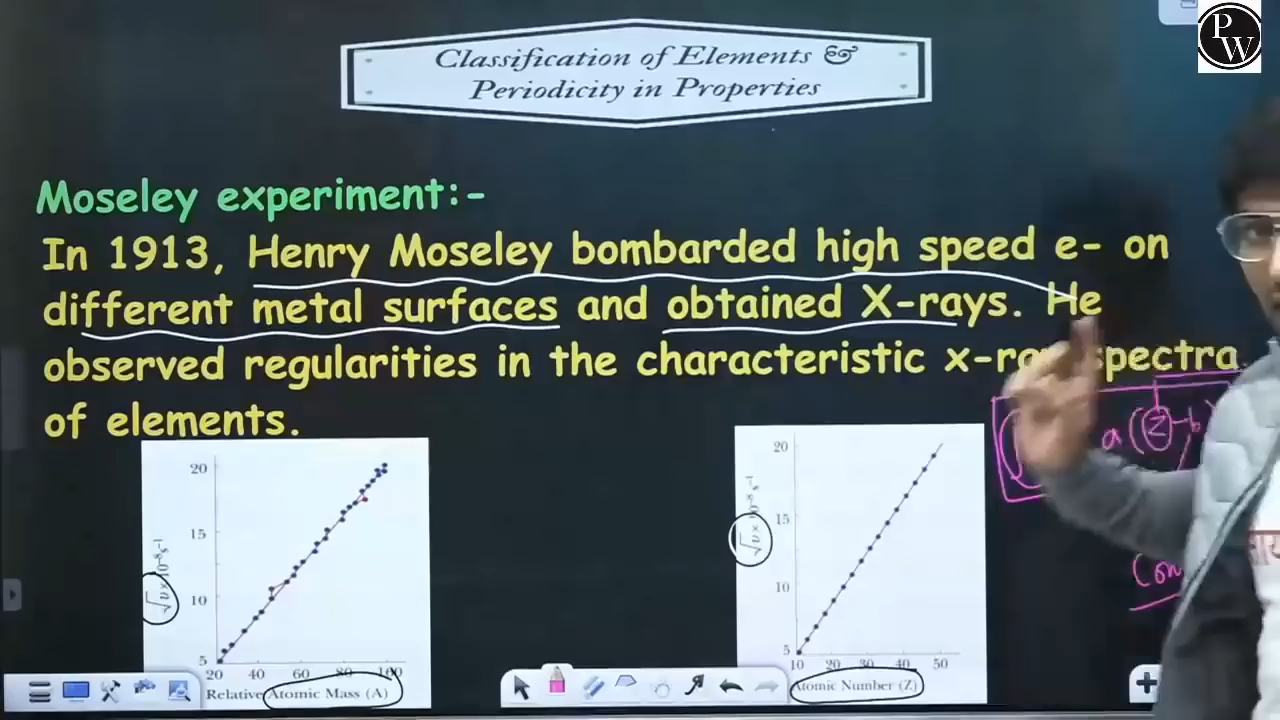 P
W
Classification of Elements &
Periodicity in Properties
Moseley experiment:-
In 1913, Henry Moseley bombarded high speed e- on
different metal surfaces and obtained X-rays. He
observed regularities in the characteristic
spectra
of elements.
20
15
10
5
20 40 60 80 100
Relative Atomic Mass (A)
20
15
10
5
10 20 30 40 50
Atomic Number (Z)
a(Z-b